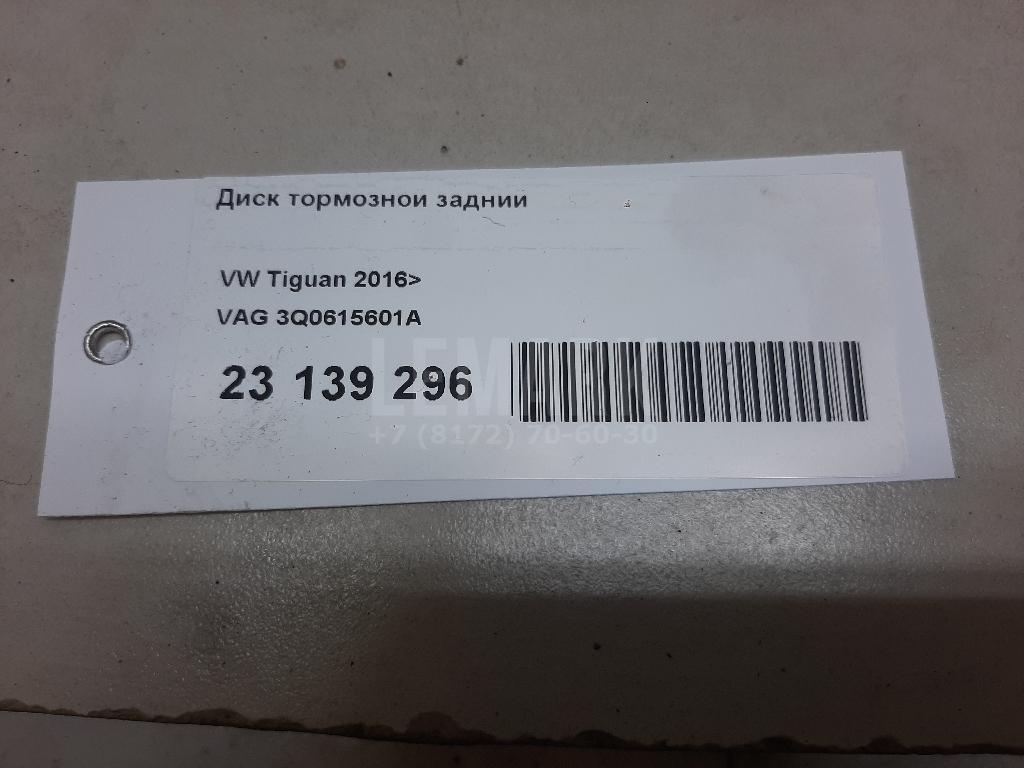 Диск тормознои заднии
VW Tiguan 2016>
VAG 3Q0615601A
23 139 296
+7 (8172) 70-60-30